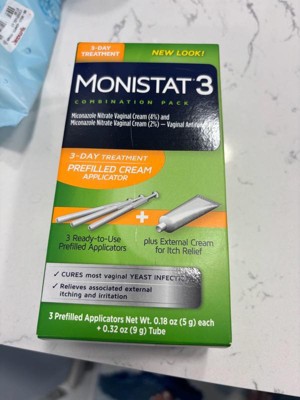 3-DAY
TREATMENT
NEW LOOK!
MONISTAT 3
COMBINATION PACK
Miconazole Nitrate Vaginal Cream (4%) and
Miconazole Nitrate Vaginal Cream (2%) — Vaginal
3-DAY TREATMENT
PREFILLED CREAM
APPLICATOR
+
3 Ready-to-Use
Prefilled Applicators
plus External Cream
for Itch Relief
✓ CURES most vaginal YEAST
✓ Relieves associated external
itching and irritation
3 Prefilled Applicators Net Wt. 0.18 oz (5 g) each
+ 0.32 oz (9 g) Tube